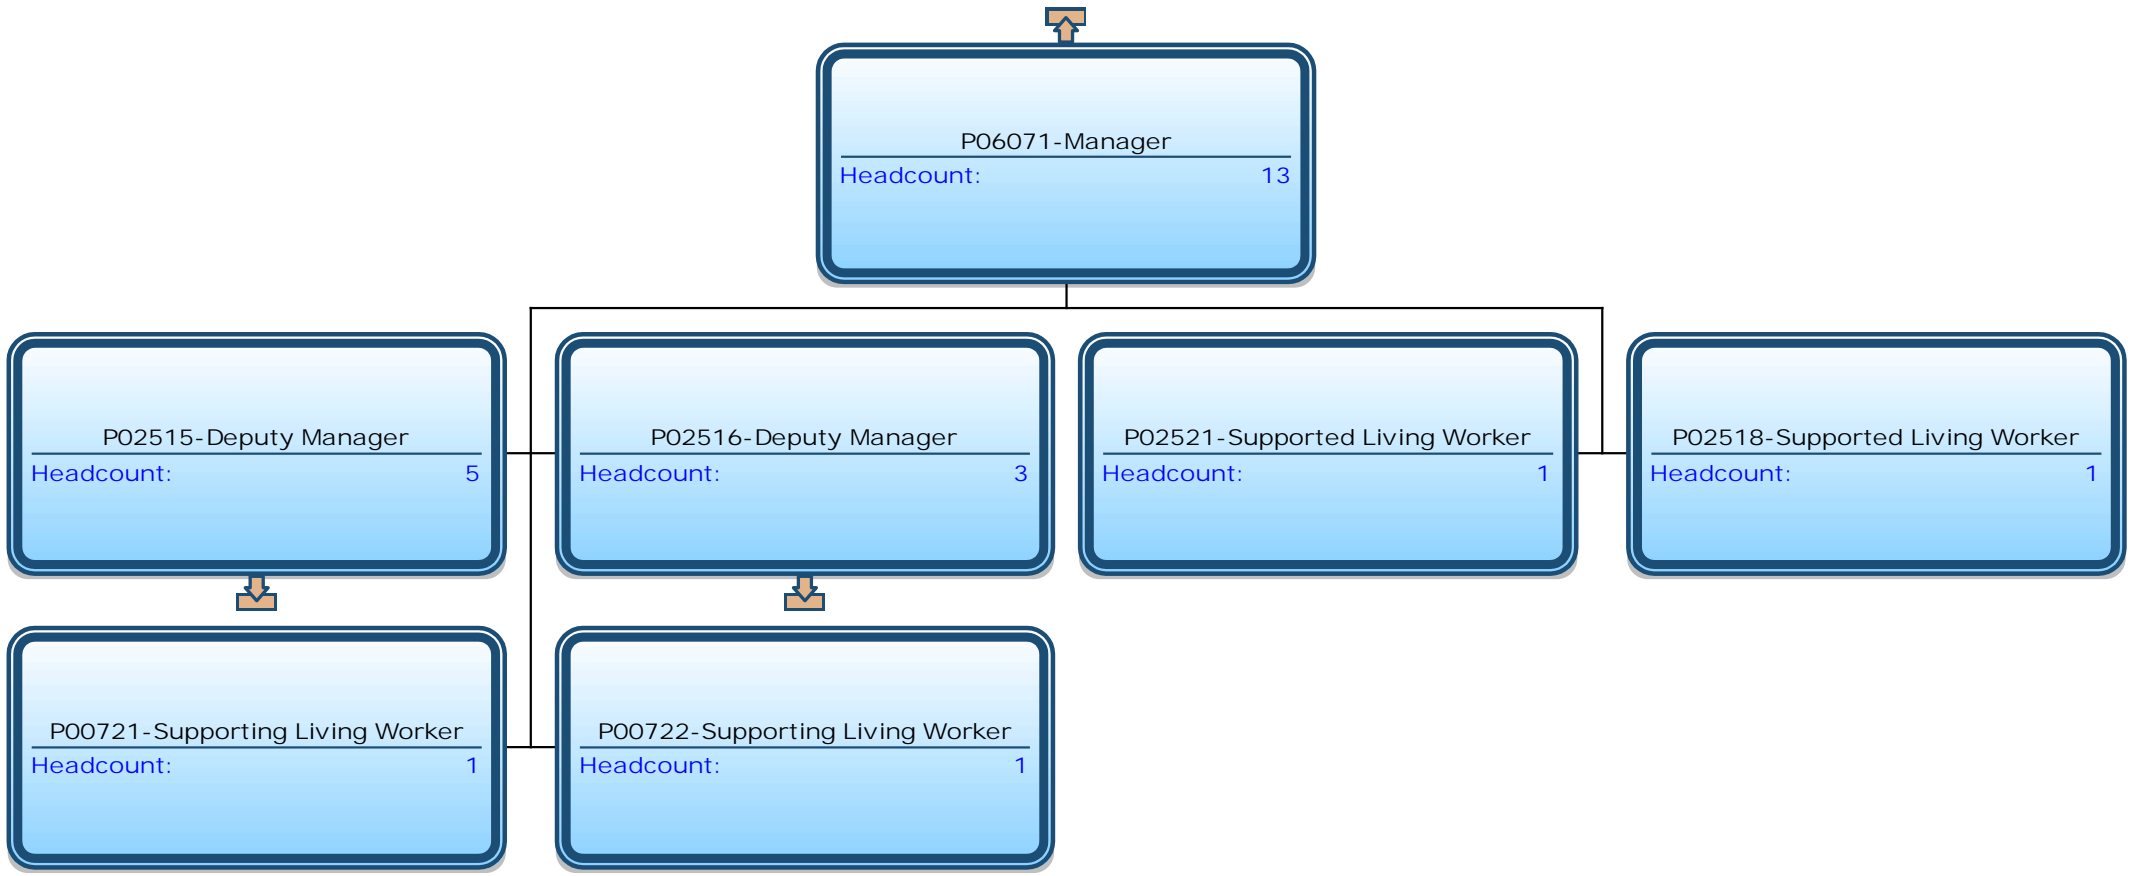 P06071-Manager
Headcount: 13
P02515-Deputy Manager
Headcount: 5
P02516-Deputy Manager
Headcount: 3
P02521-Supported Living Worker
Headcount: 1
P02518-Supported Living Worker
Headcount: 1
P00721-Supporting Living Worker
Headcount: 1
P00722-Supporting Living Worker
Headcount: 1